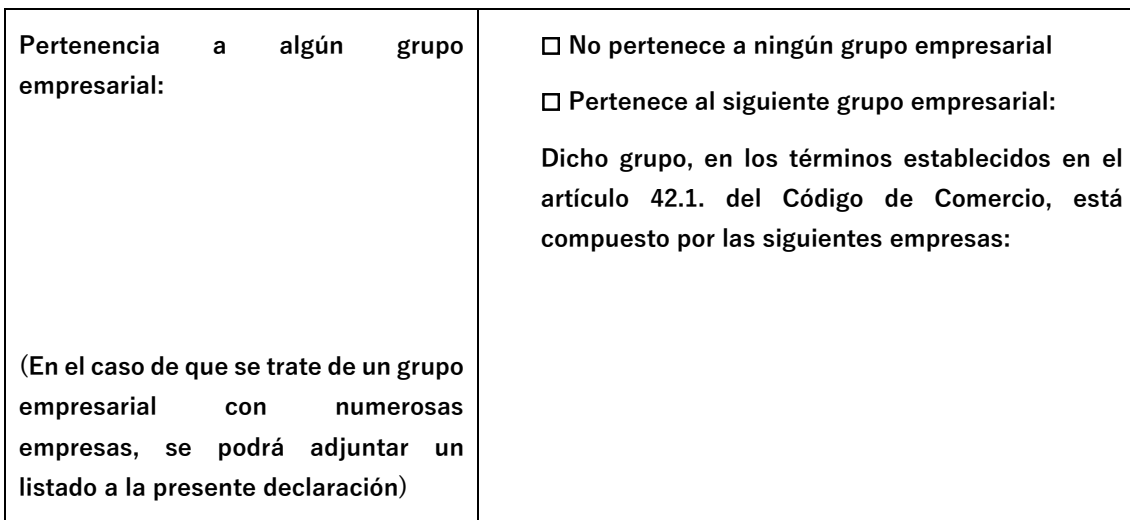 Pertenencia a algún grupo
empresarial:
(En el caso de que se trate de un grupo
empresarial con numerosas
empresas, se podrá adjuntar un
listado a la presente declaración)
☐ No pertenece a ningún grupo empresarial
☐ Pertenece al siguiente grupo empresarial:
Dicho grupo, en los términos establecidos en el
artículo 42.1. del Código de Comercio, está
compuesto por las siguientes empresas: